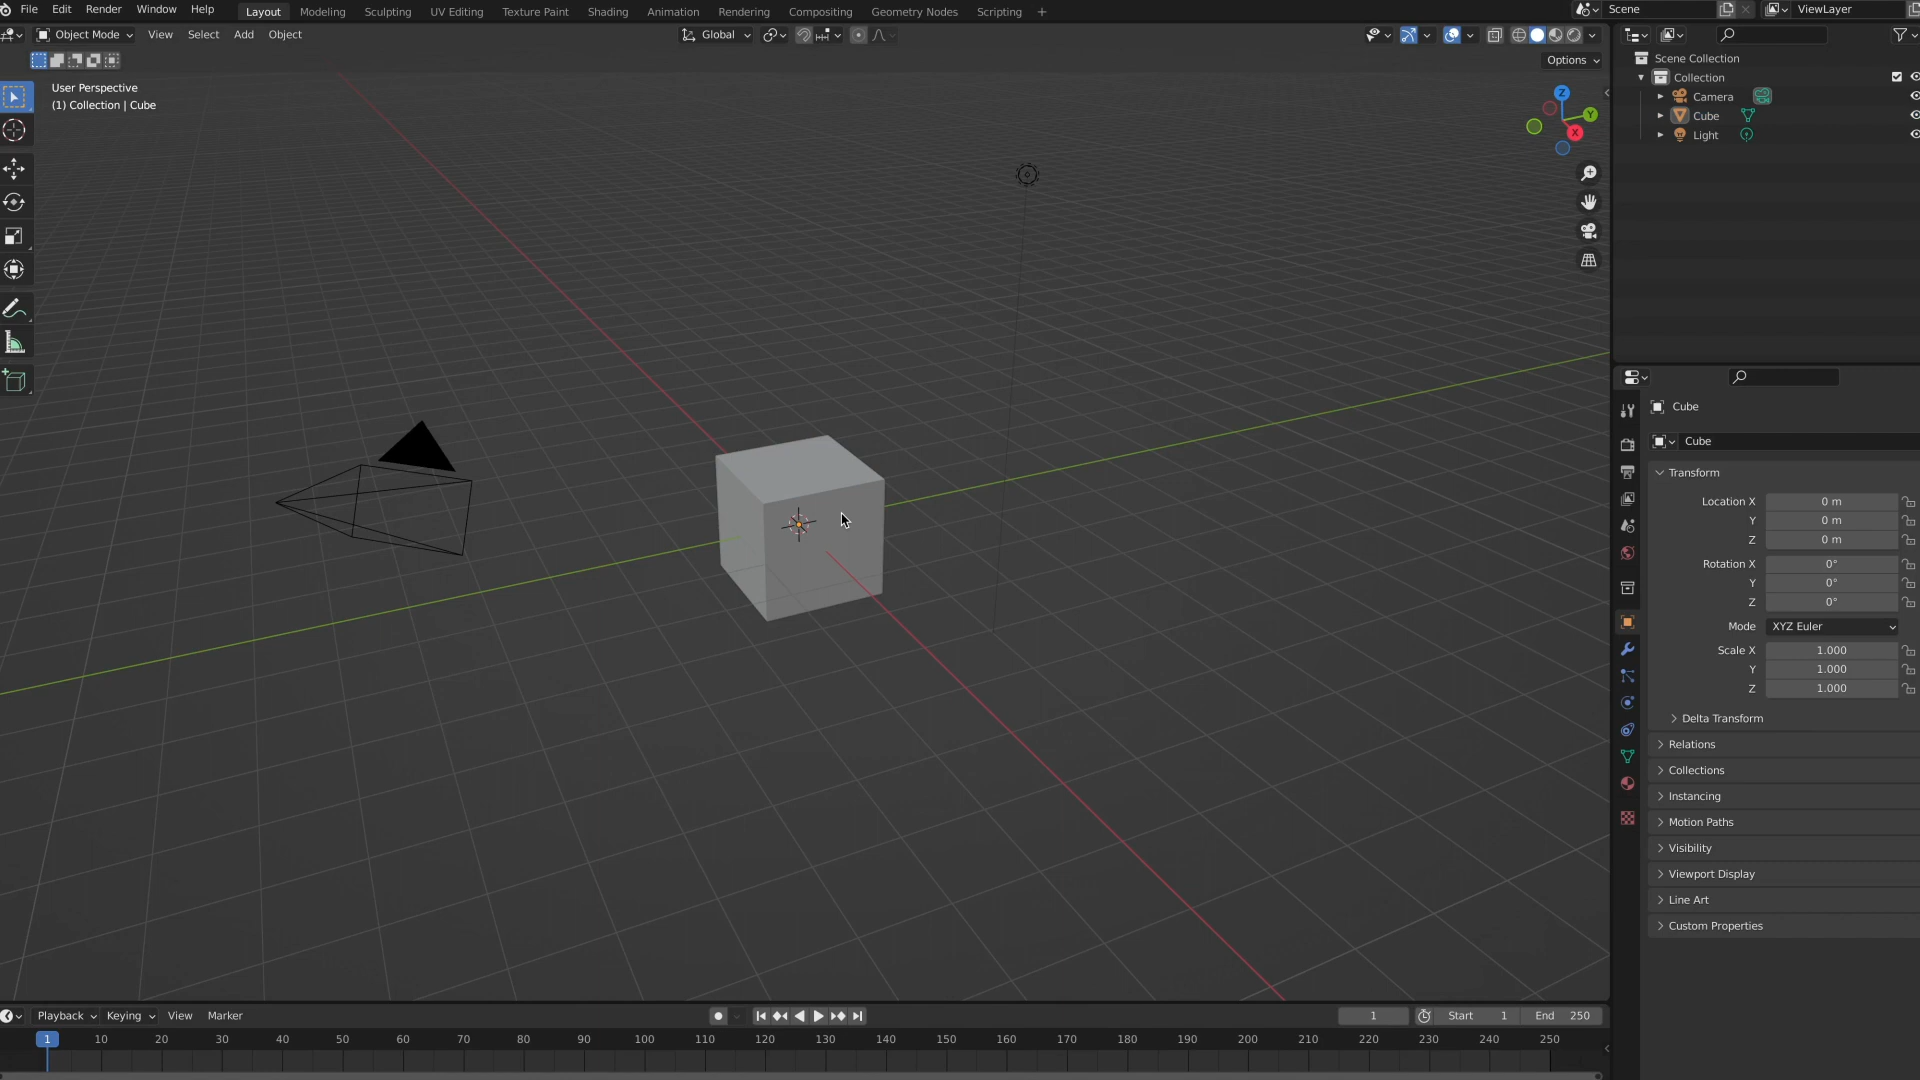 File Edit Render Window Help Layout Modeling Sculpting UV Editing Texture Paint Shading Animation Rendering Compositing Geometry Nodes Scripting + Scene ViewLayer
Object Mode View Select Add Object Global
Options
User Perspective
(1) Collection | Cube
Z
Y
X
Scene Collection
Collection
Camera
Cube
Light
Cube
Cube
Transform
Location X 0 m
Y 0 m
Z 0 m
Rotation X 0°
Y 0°
Z 0°
Mode XYZ Euler
Scale X 1.000
Y 1.000
Z 1.000
Delta Transform
Relations
Collections
Instancing
Motion Paths
Visibility
Viewport Display
Line Art
Custom Properties
Playback Keying View Marker 1 Start 1 End 250
1 10 20 30 40 50 60 70 80 90 100 110 120 130 140 150 160 170 180 190 200 210 220 230 240 250